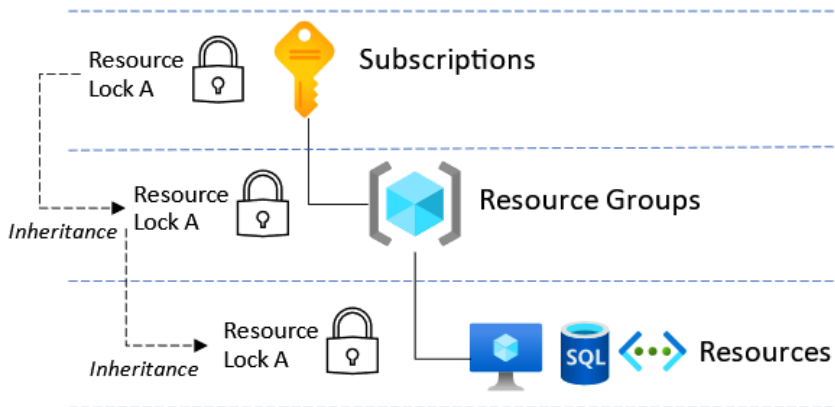 Resource
Lock A
Subscriptions
Resource
Lock A
Inheritance
Resource Groups
Resource
Lock A
Inheritance
SQL
Resources